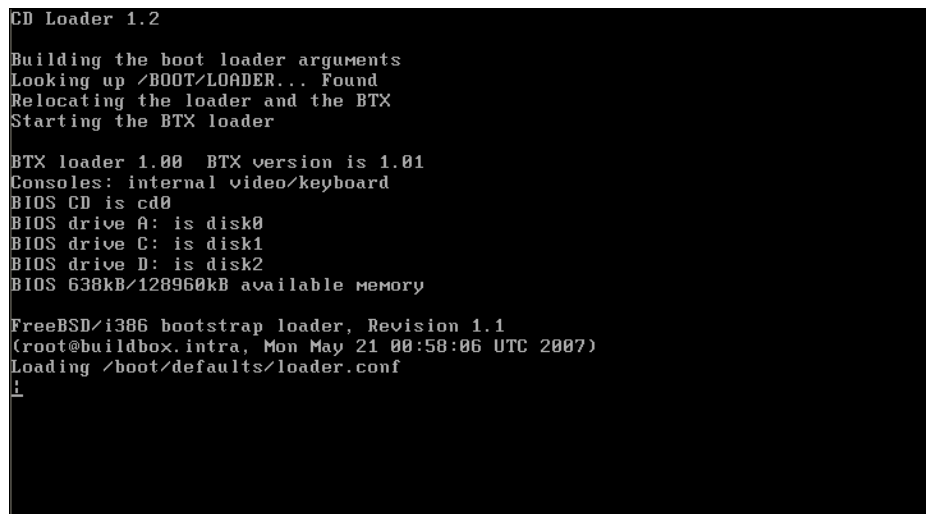 CD Loader 1.2
Building the boot loader arguments
Looking up /BOOT/LOADER... Found
Relocating the loader and the BTX
Starting the BTX loader
BTX loader 1.00  BTX version is 1.01
Consoles: internal video/keyboard
BIOS CD is cd0
BIOS drive A: is disk0
BIOS drive C: is disk1
BIOS drive D: is disk2
BIOS 638kB/128960kB available memory
FreeBSD/i386 bootstrap loader, Revision 1.1
(root@buildbox.intra, Mon May 21 00:58:06 UTC 2007)
Loading /boot/defaults/loader.conf
¦